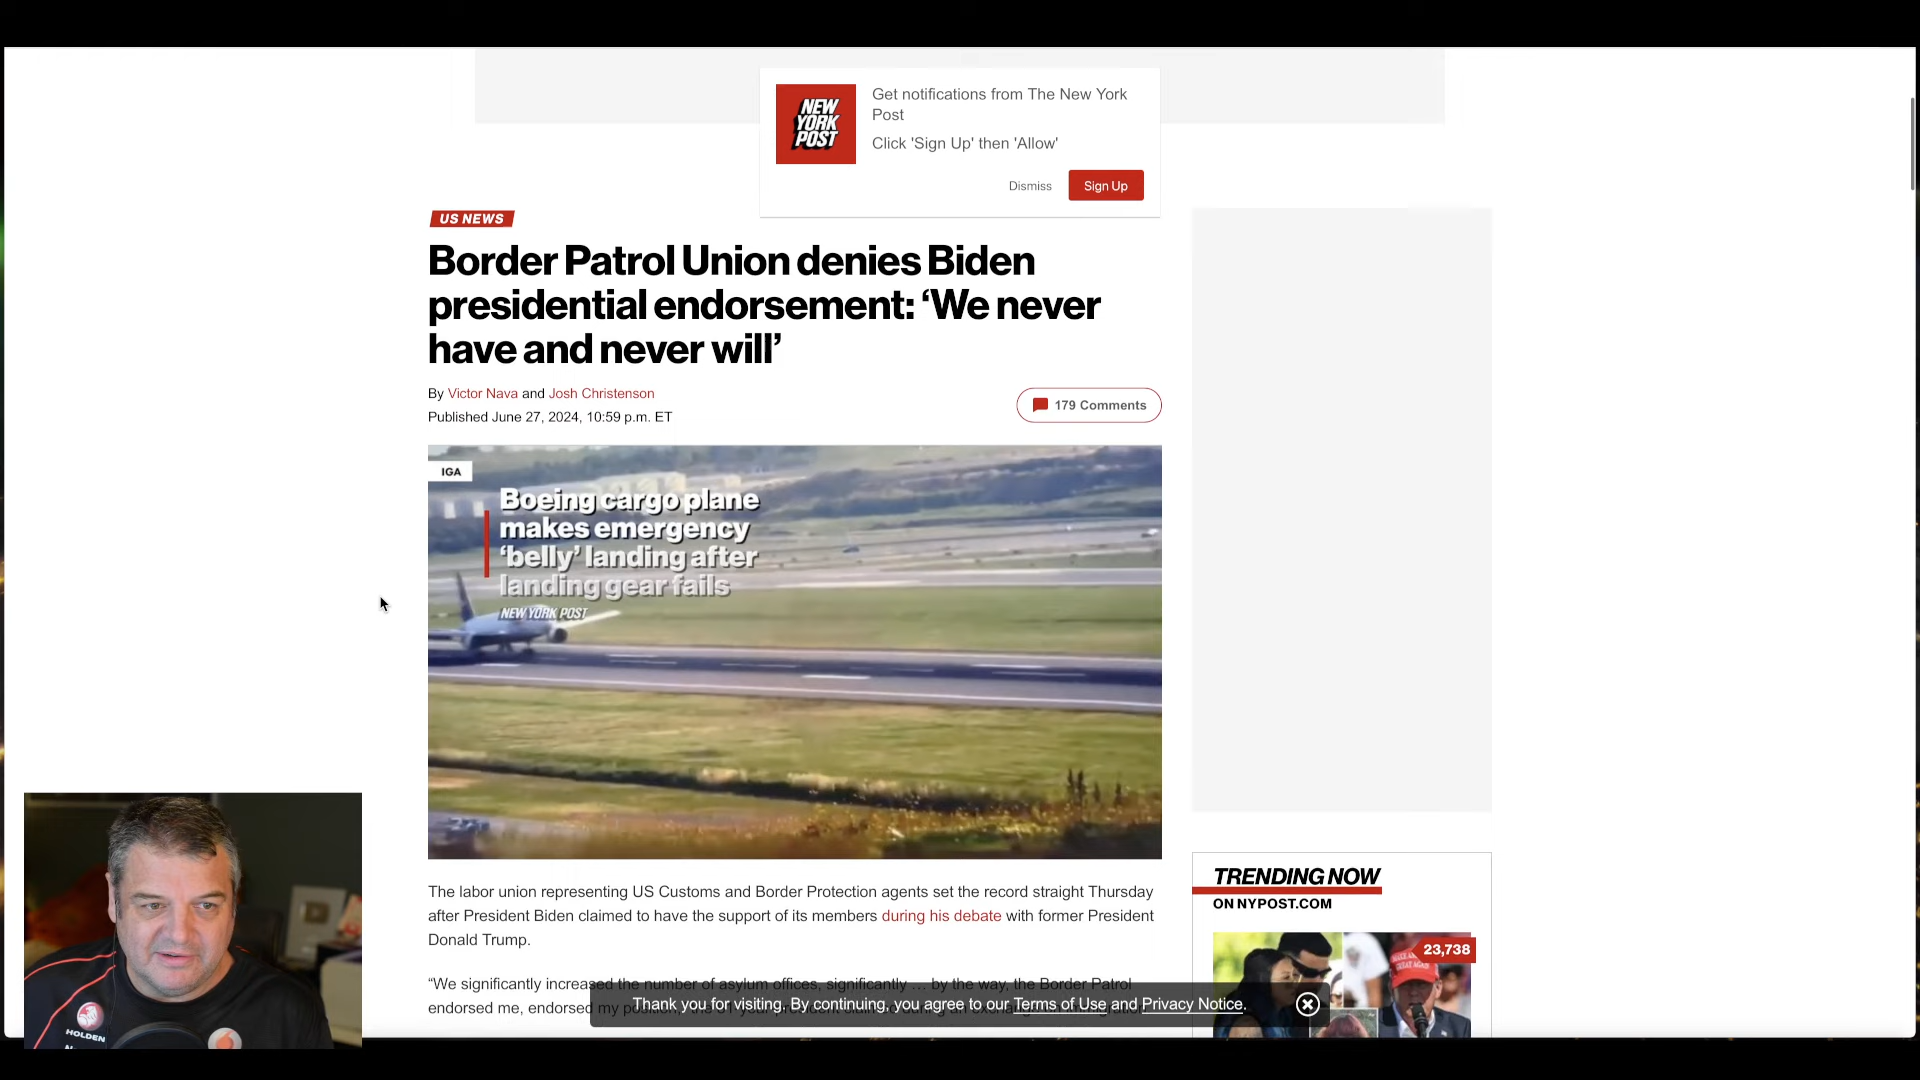 Get notifications from The New York
Post
Click 'Sign Up' then 'Allow'
NEW
YORK
POST
Dismiss
Sign Up
US NEWS
Border Patrol Union denies Biden
presidential endorsement: ‘We never
have and never will’
By Victor Nava and Josh Christenson
Published June 27, 2024, 10:59 p.m. ET
179 Comments
IGA
Boeing cargo plane
makes emergency
‘belly’ landing after
landing gear fails
NEW YORK POST
The labor union representing US Customs and Border Protection agents set the record straight Thursday
after President Biden claimed to have the support of its members during his debate with former President
Donald Trump.
“We significantly increased the number of asylum offices, significantly … by the way, the Border Patrol
endorsed me, endorsed my position,
Thank you for visiting. By continuing, you agree to our Terms of Use and Privacy Notice.
TRENDING NOW
ON NYPOST.COM
23,738
HOLDEN